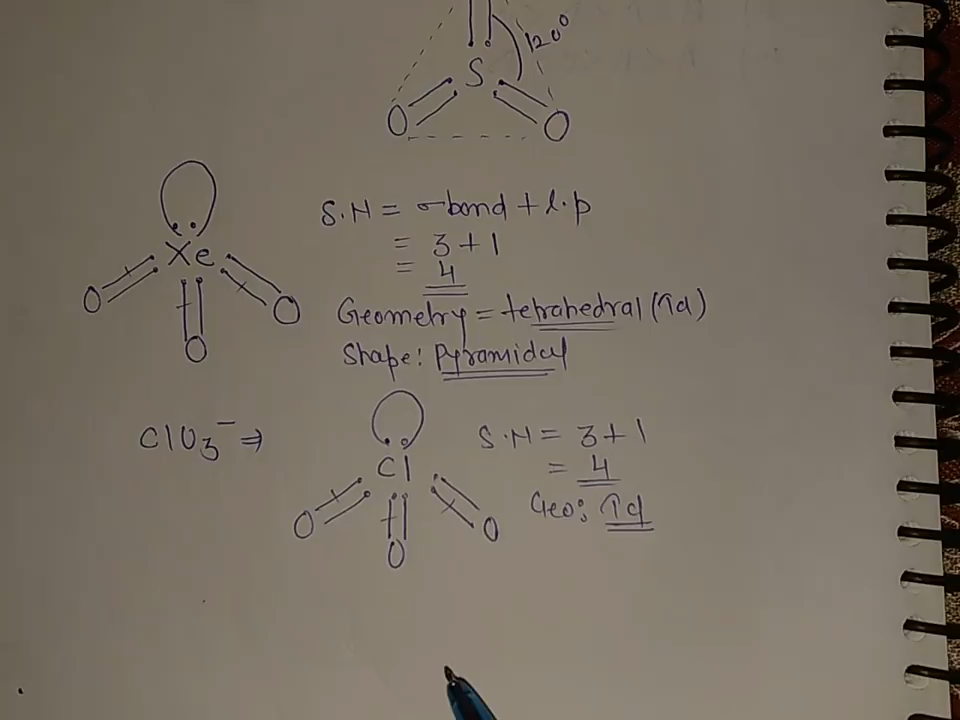 120°
S
O O
S.N = σ-bond + l.p
= 3+1
Xe
= 4
O O
Geometry = tetrahedral (Td)
O
Shape: Pyramidal
ClO3⁻ ⇒
S.N = 3+1
Cl
= 4
Geo: Td
O O
O